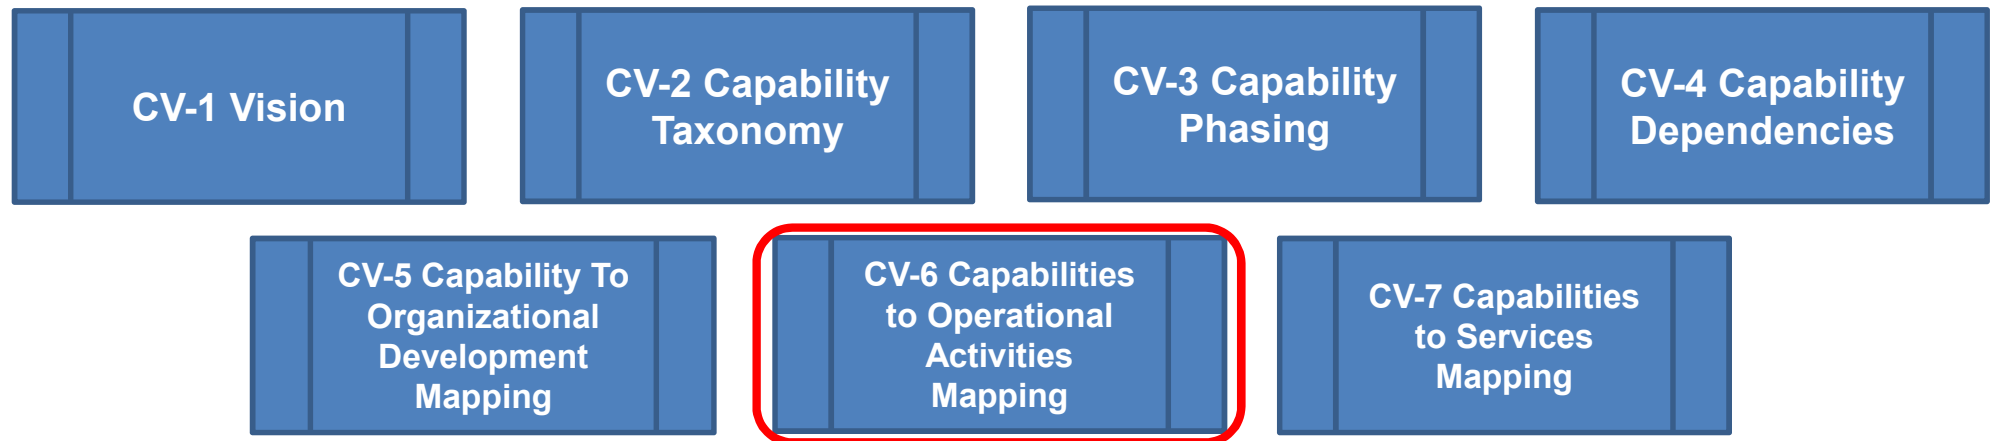 CV-1 Vision
CV-2 Capability
Taxonomy
CV-3 Capability
Phasing
CV-4 Capability
Dependencies
CV-5 Capability To
Organizational
Development
Mapping
CV-6 Capabilities
to Operational
Activities
Mapping
CV-7 Capabilities
to Services
Mapping